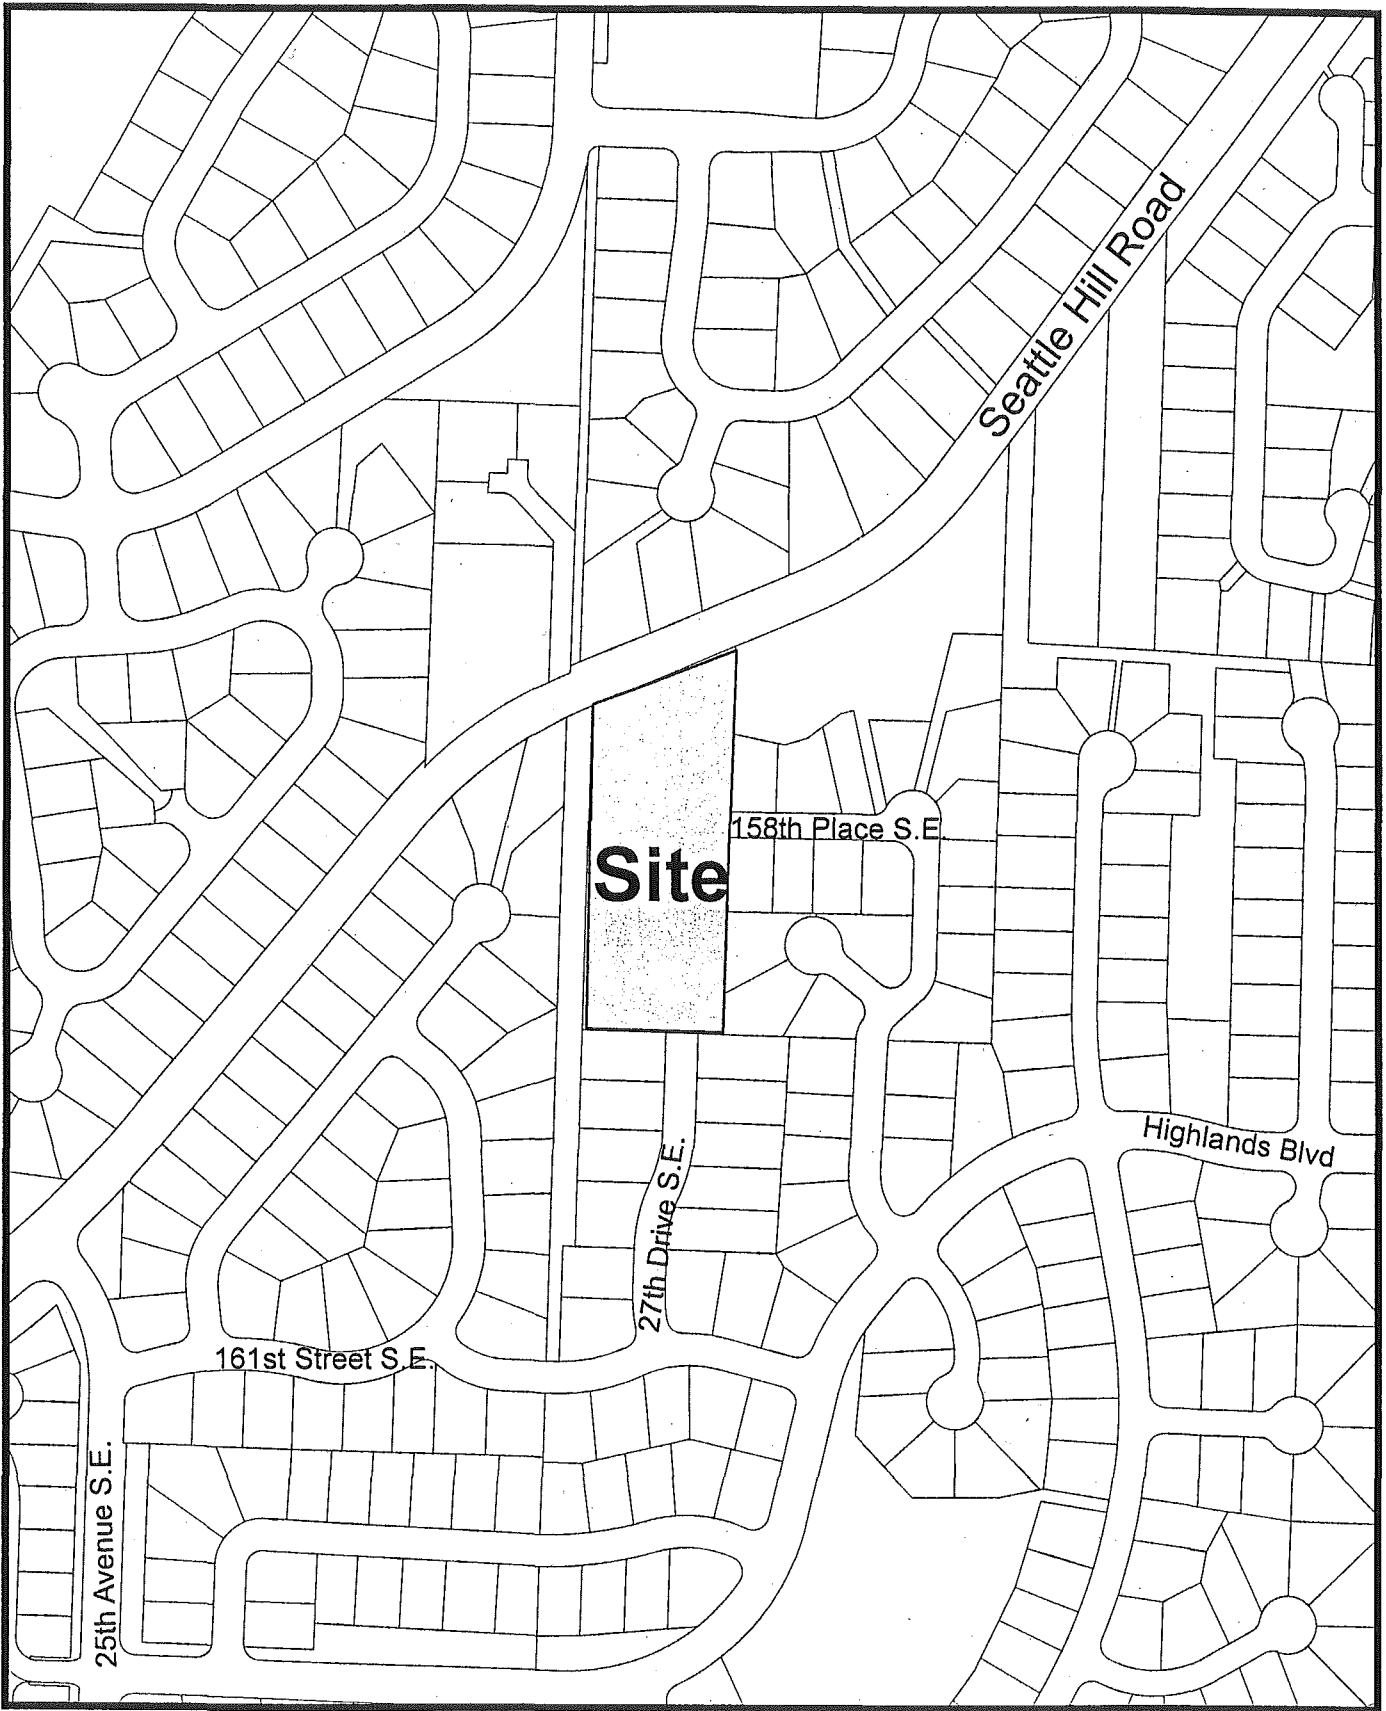 Seattle Hill Road
158th Place S.E.
Site
Highlands Blvd
27th Drive S.E.
161st Street S.E.
25th Avenue S.E.